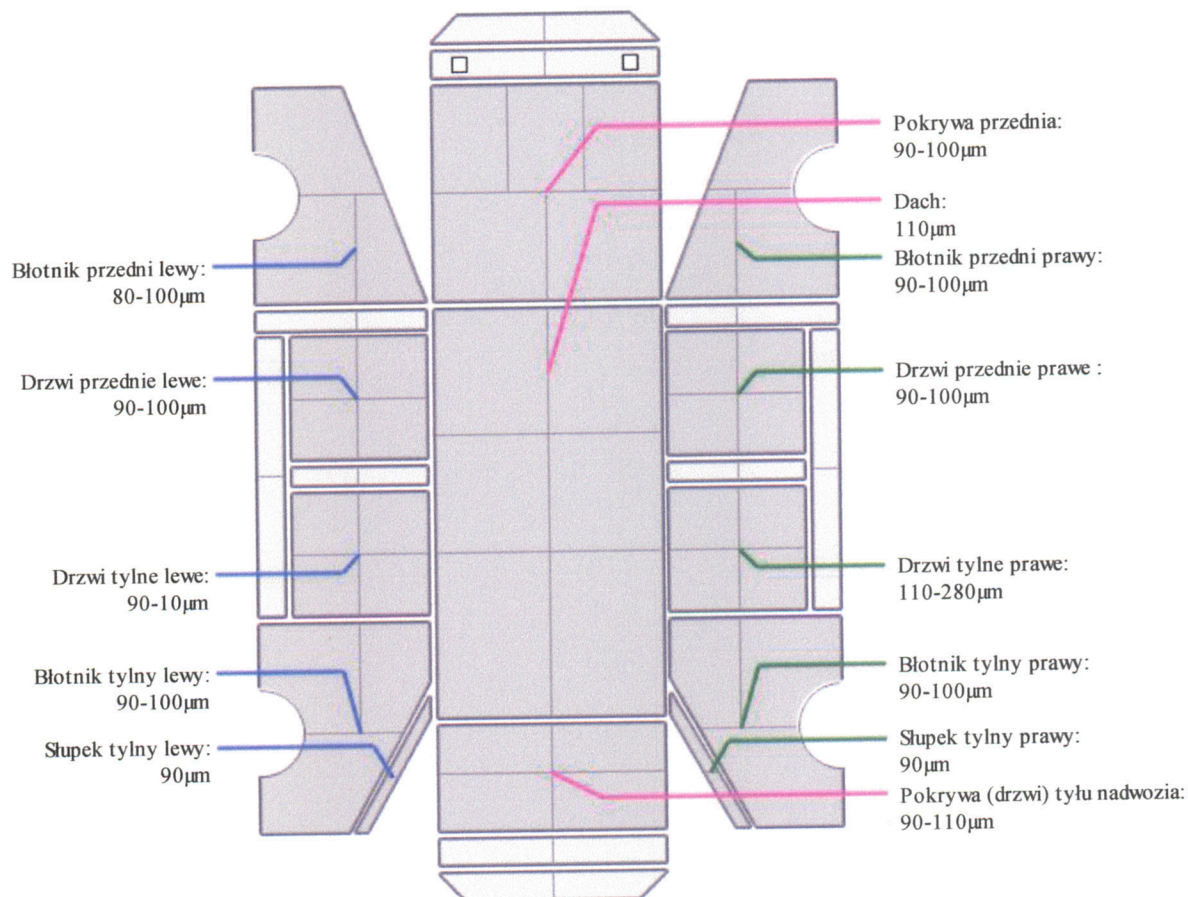 Pokrywa przednia:
90-100µm
Dach:
110µm
Błotnik przedni lewy:
80-100µm
Błotnik przedni prawy:
90-100µm
Drzwi przednie lewe:
90-100µm
Drzwi przednie prawe :
90-100µm
Drzwi tylne lewe:
90-10µm
Drzwi tylne prawe:
110-280µm
Błotnik tylny lewy:
90-100µm
Błotnik tylny prawy:
90-100µm
Słupek tylny lewy:
90µm
Słupek tylny prawy:
90µm
Pokrywa (drzwi) tyłu nadwozia:
90-110µm